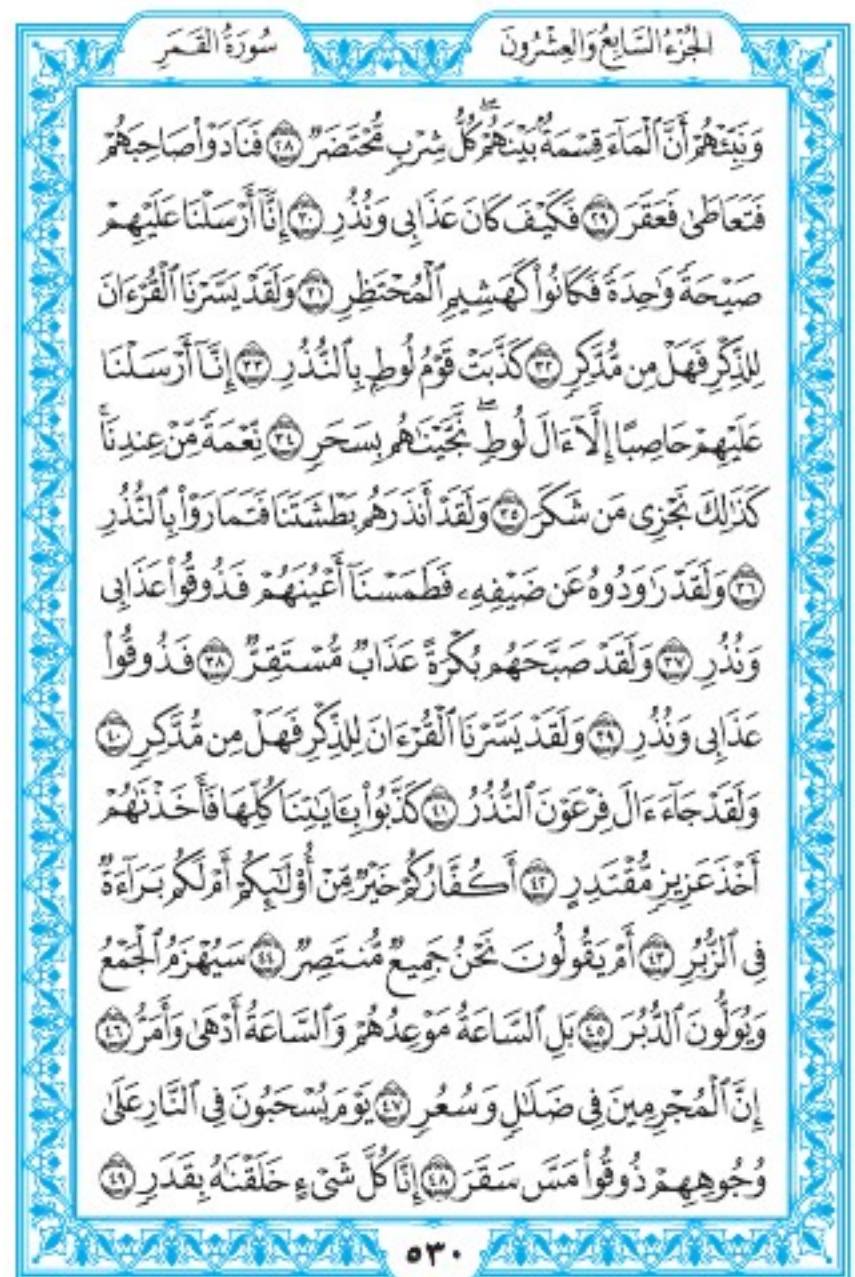 الجُزْءُ السَّابِعُ وَالعِشْرُونَ
سُورَةُ القَمَرِ
وَنَبِّئْهُمْ أَنَّ ٱلْمَآءَ قِسْمَةٌۢ بَيْنَهُمْۖ كُلُّ شِرْبٖ مُّحْتَضَرٞ ۝٢٨ فَنَادَوْاْ صَاحِبَهُمْ
فَتَعَاطَىٰ فَعَقَرَ ۝٢٩ فَكَيْفَ كَانَ عَذَابِي وَنُذُرِ ۝٣٠ إِنَّآ أَرْسَلْنَا عَلَيْهِمْ
صَيْحَةٗ وَٰحِدَةٗ فَكَانُواْ كَهَشِيمِ ٱلْمُحْتَظِرِ ۝٣١ وَلَقَدْ يَسَّرْنَا ٱلْقُرْءَانَ
لِلذِّكْرِ فَهَلْ مِن مُّدَّكِرٖ ۝٣٢ كَذَّبَتْ قَوْمُ لُوطِۭ بِٱلنُّذُرِ ۝٣٣ إِنَّآ أَرْسَلْنَا
عَلَيْهِمْ حَاصِبًا إِلَّآ ءَالَ لُوطٖۖ نَّجَّيْنَٰهُم بِسَحَرٖ ۝٣٤ نِّعْمَةٗ مِّنْ عِندِنَاۚ
كَذَٰلِكَ نَجْزِي مَن شَكَرَ ۝٣٥ وَلَقَدْ أَنذَرَهُم بَطْشَتَنَا فَتَمَارَوْاْ بِٱلنُّذُرِ
۝٣٦ وَلَقَدْ رَٰوَدُوهُ عَن ضَيْفِهِۦ فَطَمَسْنَآ أَعْيُنَهُمْ فَذُوقُواْ عَذَابِي
وَنُذُرِ ۝٣٧ وَلَقَدْ صَبَّحَهُم بُكْرَةً عَذَابٞ مُّسْتَقِرّٞ ۝٣٨ فَذُوقُواْ
عَذَابِي وَنُذُرِ ۝٣٩ وَلَقَدْ يَسَّرْنَا ٱلْقُرْءَانَ لِلذِّكْرِ فَهَلْ مِن مُّدَّكِرٖ ۝٤٠
وَلَقَدْ جَآءَ ءَالَ فِرْعَوْنَ ٱلنُّذُرُ ۝٤١ كَذَّبُواْ بِـَٔايَٰتِنَا كُلِّهَا فَأَخَذْنَٰهُمْ
أَخْذَ عَزِيزٖ مُّقْتَدِرٍ ۝٤٢ أَكُفَّارُكُمْ خَيْرٞ مِّنْ أُوْلَٰٓئِكُمْ أَمْ لَكُم بَرَآءَةٞ
فِي ٱلزُّبُرِ ۝٤٣ أَمْ يَقُولُونَ نَحْنُ جَمِيعٞ مُّنتَصِرٞ ۝٤٤ سَيُهْزَمُ ٱلْجَمْعُ
وَيُوَلُّونَ ٱلدُّبُرَ ۝٤٥ بَلِ ٱلسَّاعَةُ مَوْعِدُهُمْ وَٱلسَّاعَةُ أَدْهَىٰ وَأَمَرُّ ۝٤٦
إِنَّ ٱلْمُجْرِمِينَ فِي ضَلَٰلٖ وَسُعُرٖ ۝٤٧ يَوْمَ يُسْحَبُونَ فِي ٱلنَّارِ عَلَىٰ
وُجُوهِهِمْ ذُوقُواْ مَسَّ سَقَرَ ۝٤٨ إِنَّا كُلَّ شَيْءٍ خَلَقْنَٰهُ بِقَدَرٖ ۝٤٩
٥٣٠